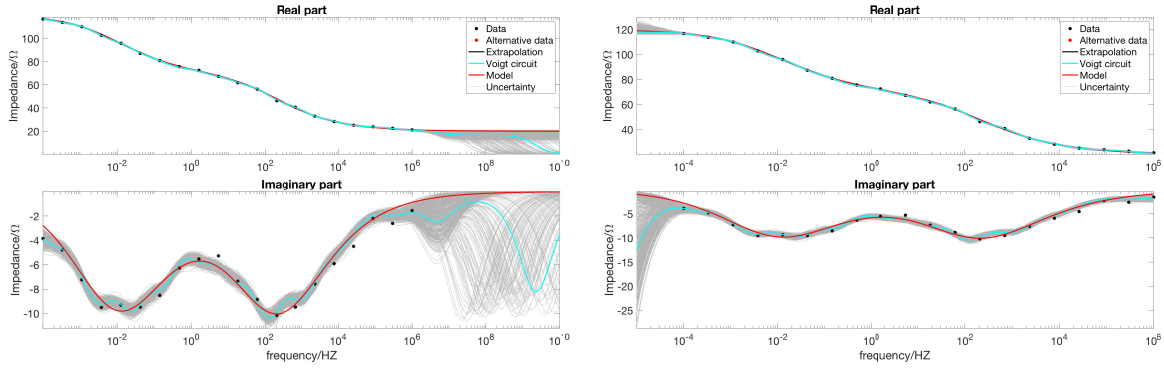 Real part
Impedance/Ω
100
80
60
40
20
Data
Alternative data
Extrapolation
Voigt circuit
Model
Uncertainty
10^-2
10^0
10^2
10^4
10^6
10^8
10^10
Imaginary part
Impedance/Ω
-2
-4
-6
-8
-10
10^-2
10^0
10^2
10^4
10^6
10^8
10^10
frequency/HZ
Real part
Impedance/Ω
120
100
80
60
40
Data
Alternative data
Extrapolation
Voigt circuit
Model
Uncertainty
10^-4
10^-2
10^0
10^2
10^4
10^6
Imaginary part
Impedance/Ω
-5
-10
-15
-20
-25
10^-4
10^-2
10^0
10^2
10^4
10^6
frequency/HZ